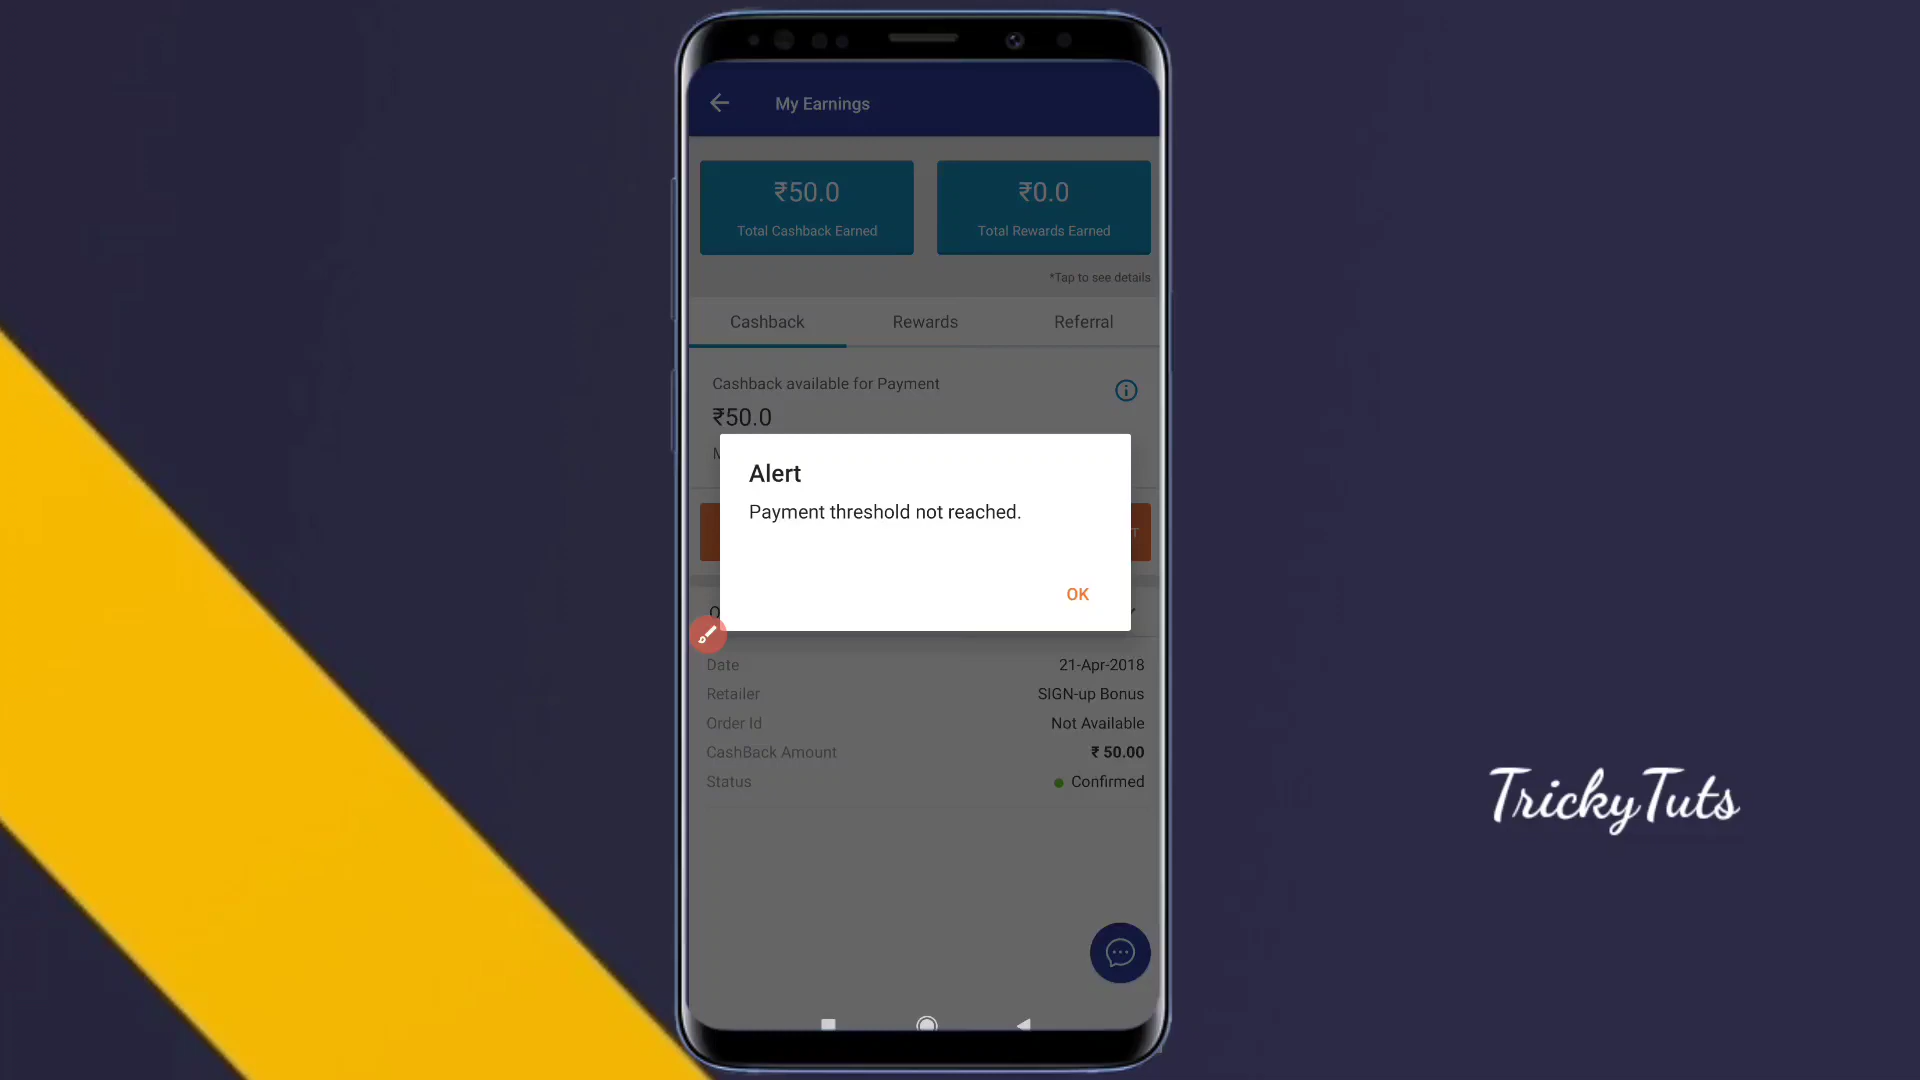 My Earnings
₹50.0
Total Cashback Earned
₹0.0
Total Rewards Earned
*Tap to see details
Cashback
Rewards
Referral
Cashback available for Payment
₹50.0
Alert
Payment threshold not reached.
OK
Date
21-Apr-2018
Retailer
SIGN-up Bonus
Order Id
Not Available
CashBack Amount
₹ 50.00
Status
Confirmed
TrickyTuts